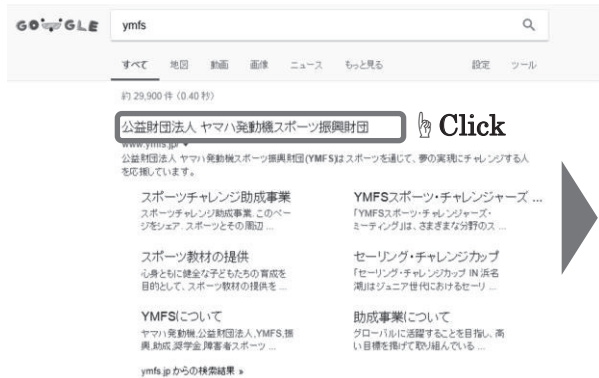 GOOGLE
ymfs
すべて 地図 動画 画像 ニュース もっと見る 設定 ツール
約 29,900 件 (0.40 秒)
公益財団法人 ヤマハ発動機スポーツ振興財団
Click
www.ymfs.jp/
公益財団法人 ヤマハ発動機スポーツ振興財団(YMFS)はスポーツを通じて、夢の実現にチャレンジする人
を応援しています。
スポーツチャレンジ助成事業
スポーツチャレンジ助成事業. このペー
ジをシェア. スポーツとその周辺 ...
YMFSスポーツ・チャレンジャーズ ...
「YMFSスポーツ・チャレンジャーズ・
ミーティング」は、さまざまな分野のス ...
スポーツ教材の提供
心身ともに健全な子どもたちの育成を
目的として、スポーツ教材の提供を ...
セーリング・チャレンジカップ
「セーリング・チャレンジカップ IN 浜名
湖」はジュニア世代におけるセーリ ...
YMFSについて
ヤマハ発動機,公益財団法人,YMFS,振
興,助成,奨学金,障害者スポーツ ...
助成事業について
グローバルに活躍することを目指し、高
い目標を掲げて取り組んでいる ...
ymfs.jp からの検索結果 »